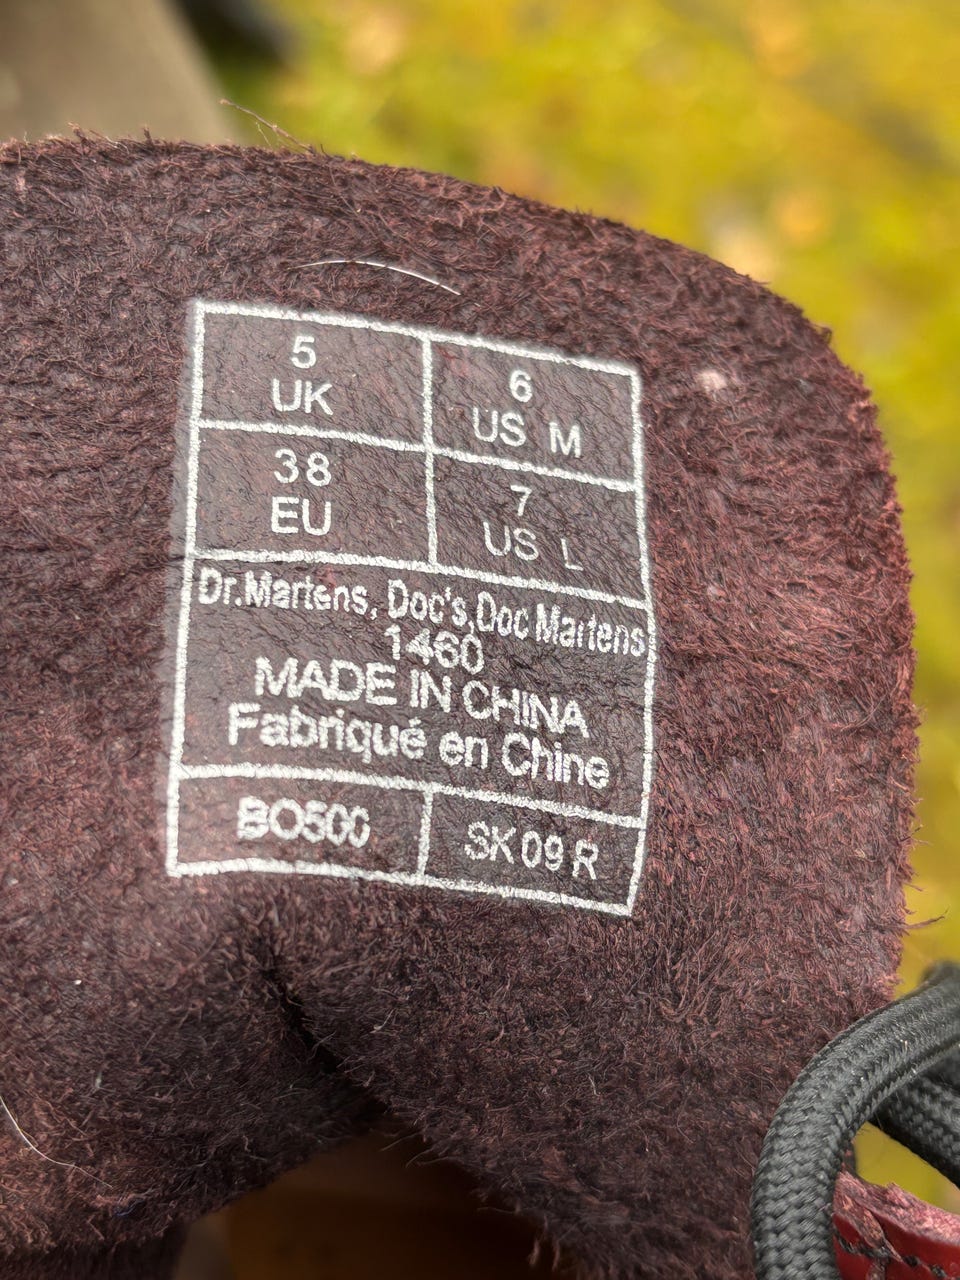 5
UK
6
US M
38
EU
7
US L
Dr.Martens, Doc's,Doc Martens
1460
MADE IN CHINA
Fabriqué en Chine
BO500
SK 09 R